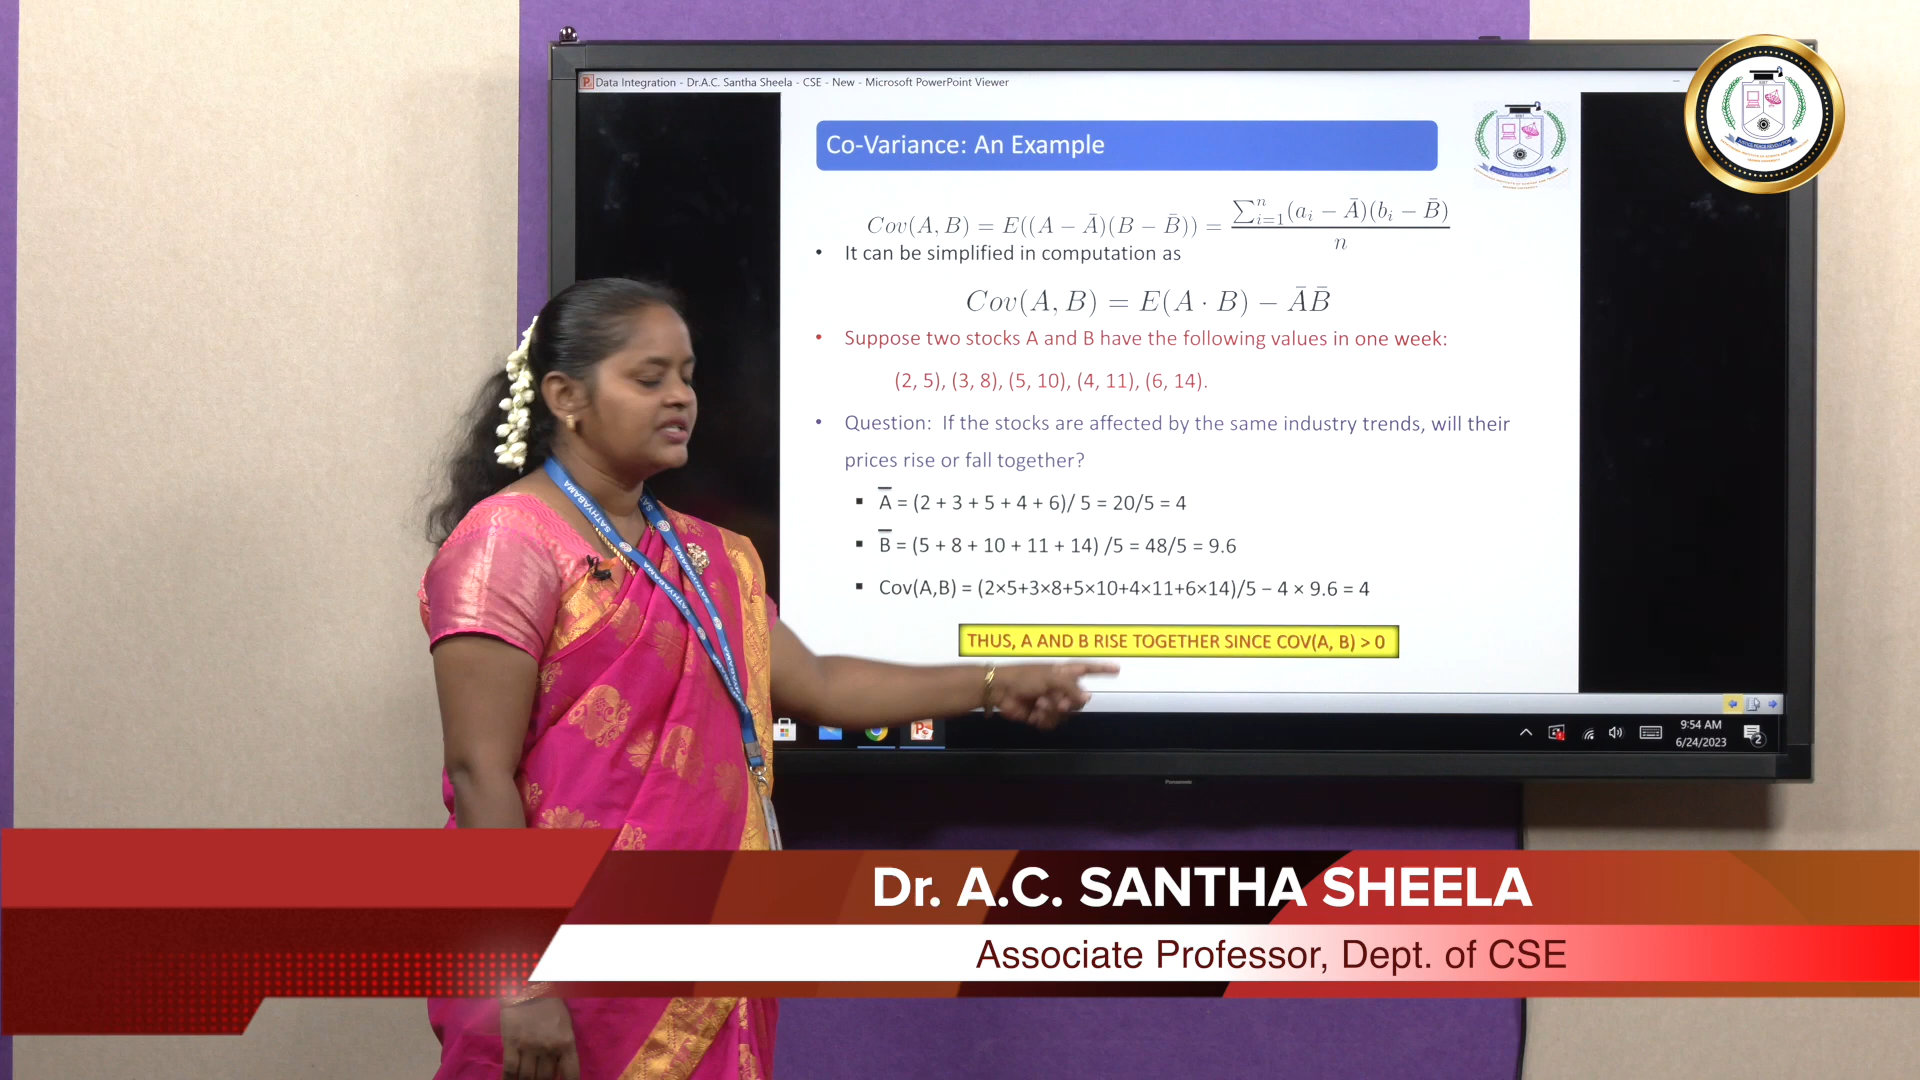 Data Integration - Dr.A.C. Santha Sheela - CSE - New - Microsoft PowerPoint Viewer
Co-Variance: An Example
Cov(A, B) = E((A − Ā)(B − B̄)) = ∑ⁿᵢ₌₁(aᵢ − Ā)(bᵢ − B̄) / n
• It can be simplified in computation as
Cov(A, B) = E(A · B) − ĀB̄
• Suppose two stocks A and B have the following values in one week:
(2, 5), (3, 8), (5, 10), (4, 11), (6, 14).
• Question: If the stocks are affected by the same industry trends, will their
prices rise or fall together?
▪ Ā = (2 + 3 + 5 + 4 + 6)/ 5 = 20/5 = 4
▪ B̄ = (5 + 8 + 10 + 11 + 14) /5 = 48/5 = 9.6
▪ Cov(A,B) = (2×5+3×8+5×10+4×11+6×14)/5 − 4 × 9.6 = 4
THUS, A AND B RISE TOGETHER SINCE COV(A, B) > 0
9:54 AM
6/24/2023
2
Panasonic
SATHYABAMA
SATHYABAMA
SATHYABAMA
SATHYABAMA
Dr. A.C. SANTHA SHEELA
Associate Professor, Dept. of CSE